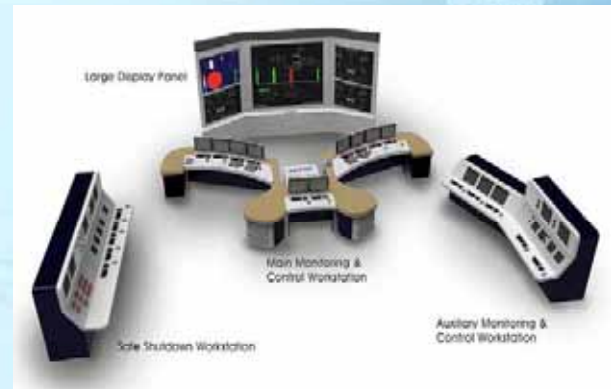 Large Display Panel
Main Monitoring &
Control Workstation
Safe Shutdown Workstation
Auxiliary Monitoring &
Control Workstation